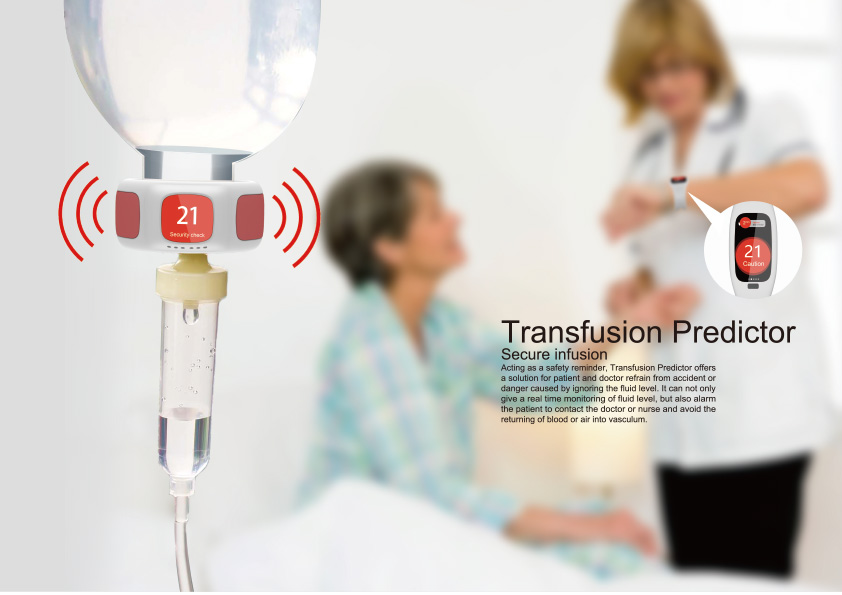 21
Security check
21
Caution
Transfusion Predictor
Secure infusion
Acting as a safety reminder, Transfusion Predictor offers
a solution for patient and doctor refrain from accident or
danger caused by ignoring the fluid level. It can not only
give a real time monitoring of fluid level, but also alarm
the patient to contact the doctor or nurse and avoid the
returning of blood or air into vasculum.